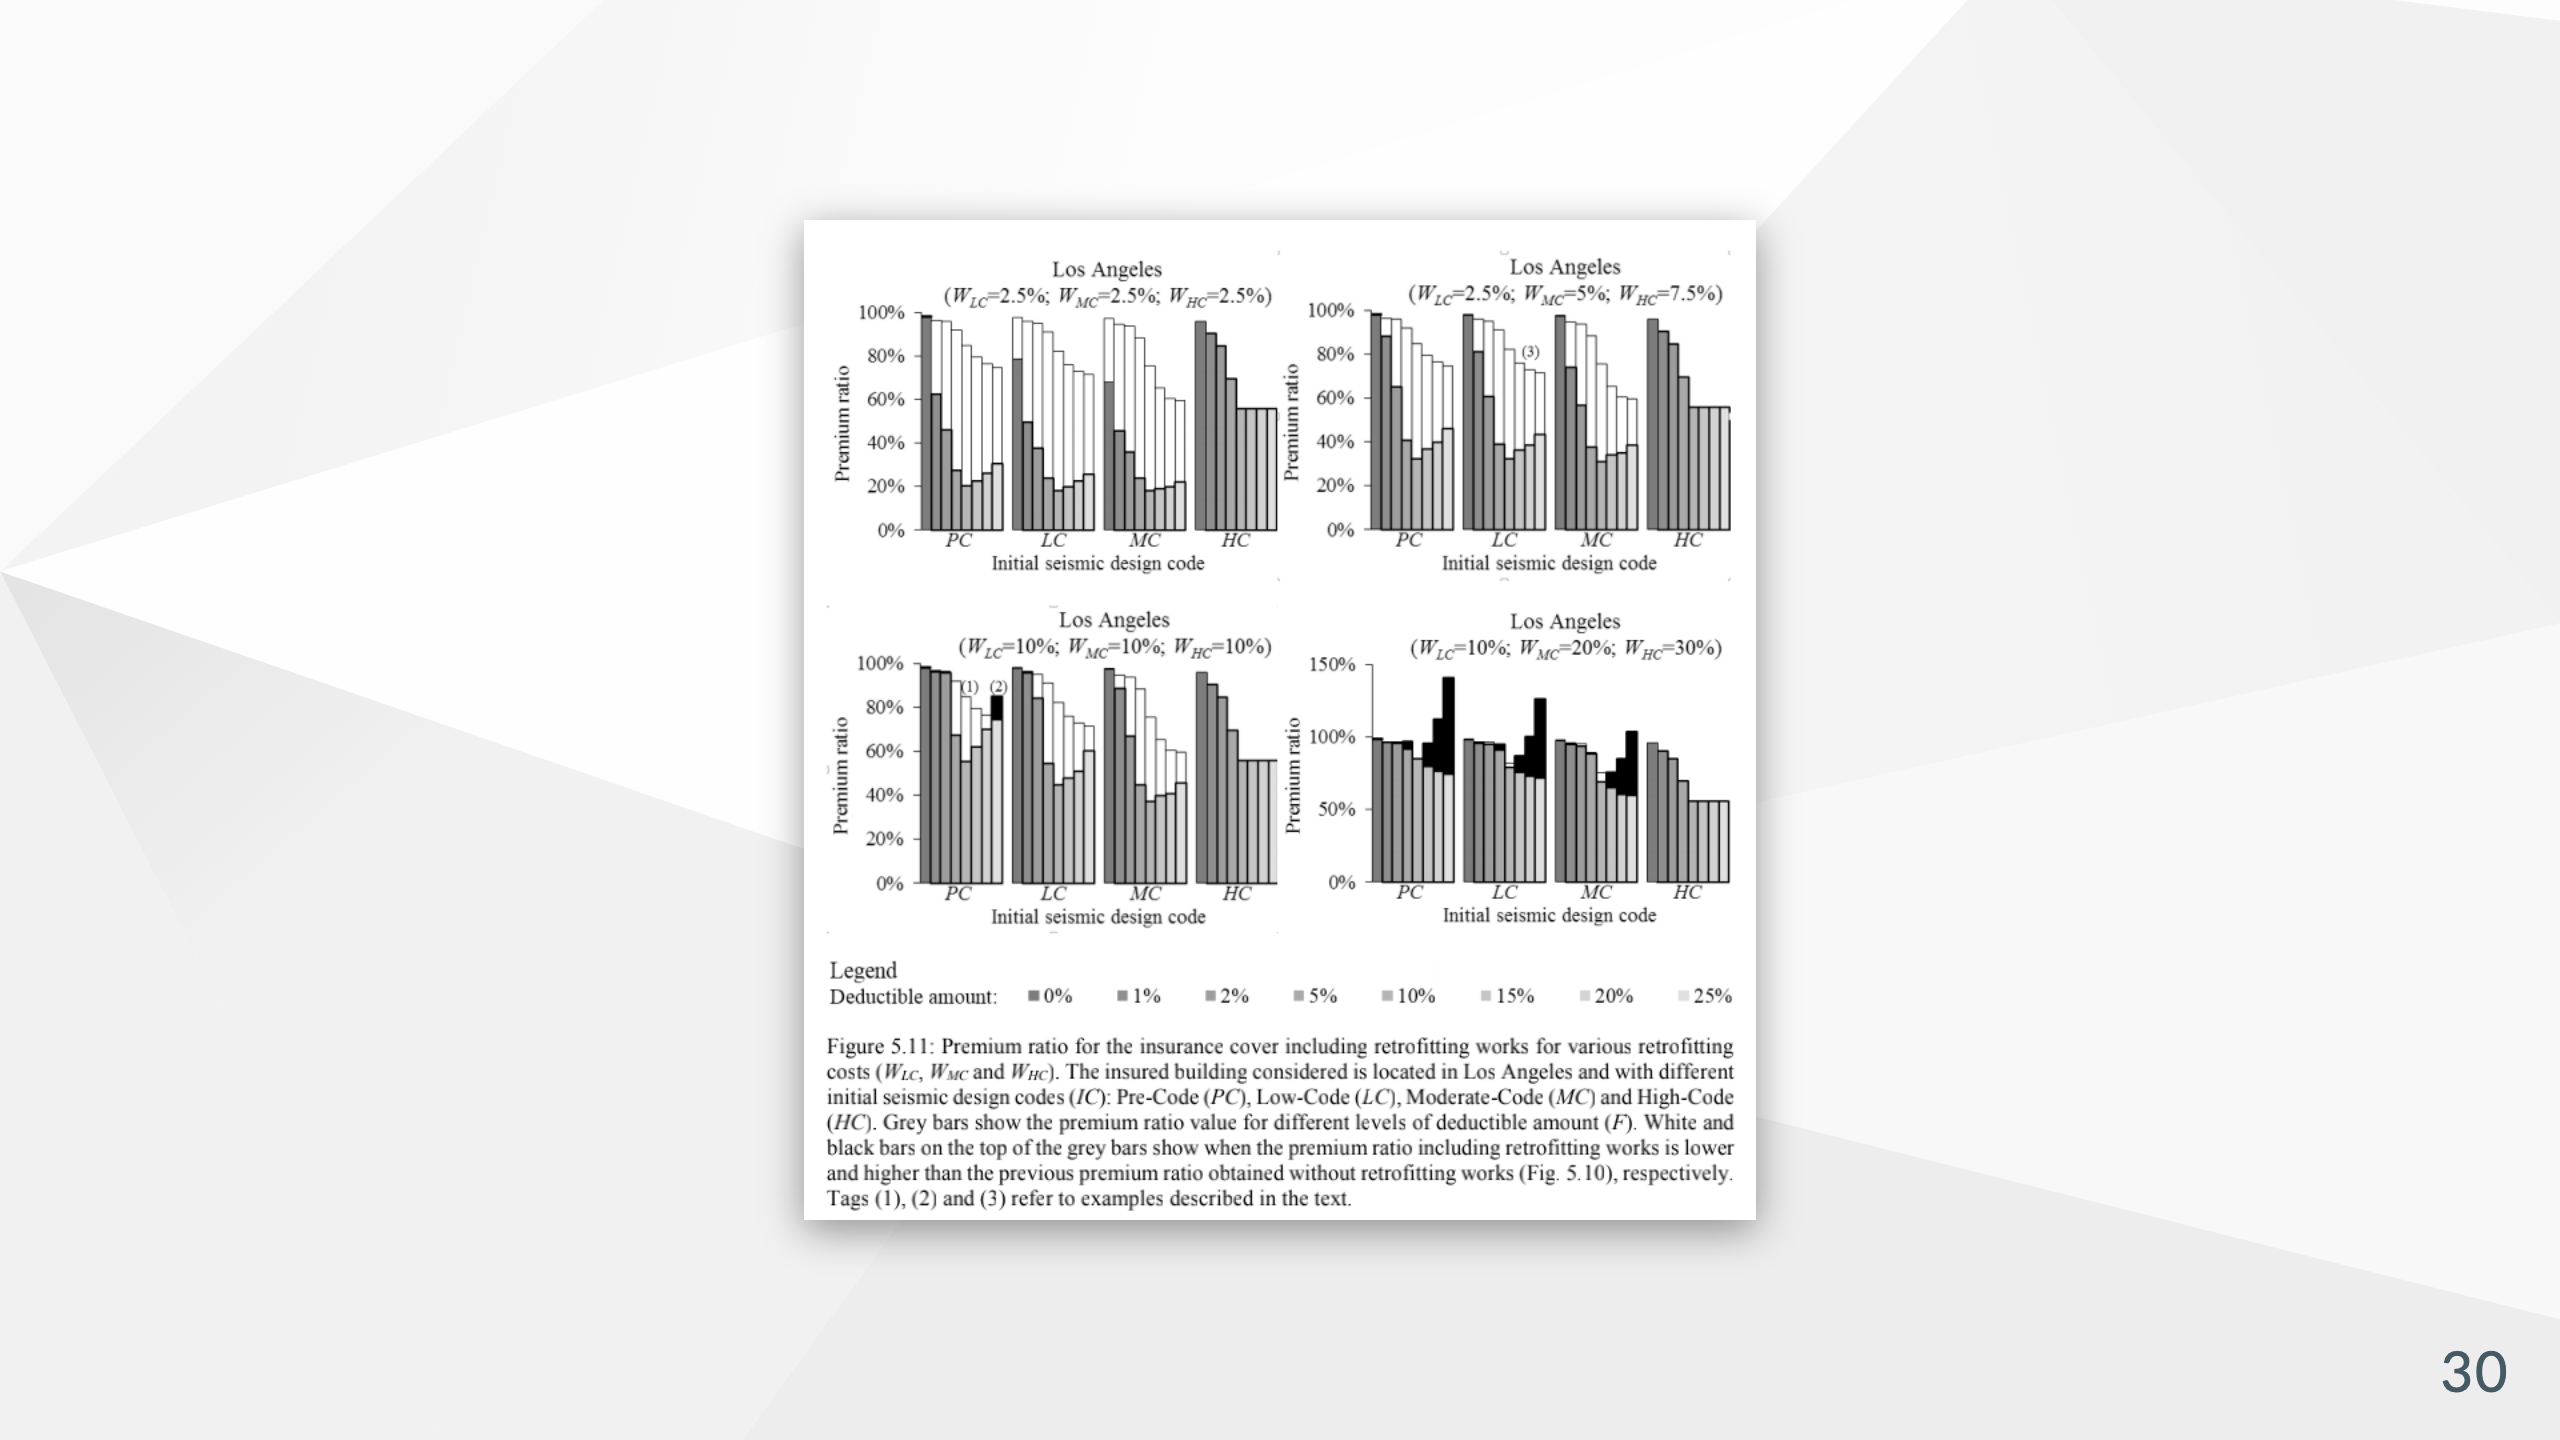 Los Angeles
(WLC=2.5%; WMC=2.5%; WHC=2.5%)
Premium ratio
100%
80%
60%
40%
20%
0%
PC LC MC HC
Initial seismic design code
Los Angeles
(WLC=2.5%; WMC=5%; WHC=7.5%)
Premium ratio
100%
80%
60%
40%
20%
0%
(3)
PC LC MC HC
Initial seismic design code
Los Angeles
(WLC=10%; WMC=10%; WHC=10%)
Premium ratio
100%
80%
60%
40%
20%
0%
(1) (2)
PC LC MC HC
Initial seismic design code
Los Angeles
(WLC=10%; WMC=20%; WHC=30%)
Premium ratio
150%
100%
50%
0%
PC LC MC HC
Initial seismic design code
Legend
Deductible amount: 0% 1% 2% 5% 10% 15% 20% 25%
Figure 5.11: Premium ratio for the insurance cover including retrofitting works for various retrofitting
costs (WLC, WMC and WHC). The insured building considered is located in Los Angeles and with different
initial seismic design codes (IC): Pre-Code (PC), Low-Code (LC), Moderate-Code (MC) and High-Code
(HC). Grey bars show the premium ratio value for different levels of deductible amount (F). White and
black bars on the top of the grey bars show when the premium ratio including retrofitting works is lower
and higher than the previous premium ratio obtained without retrofitting works (Fig. 5.10), respectively.
Tags (1), (2) and (3) refer to examples described in the text.
30